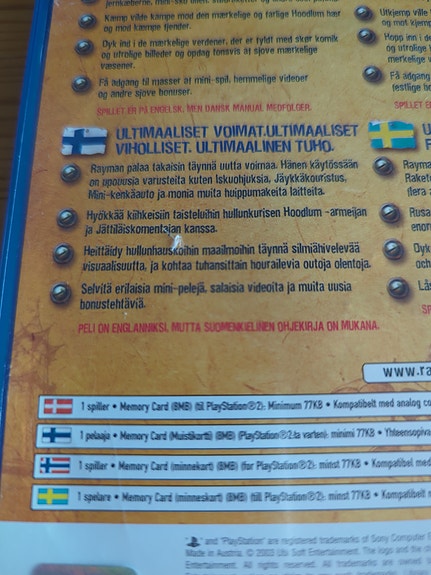 jernkæberne, mini-sko
Kæmp vilde kampe mod den mærkelige og farlige Hoodlum hær
og mod kæmpe fjender.
Dyk ind i de mærkelige verdener, der er fyldt med skør komik
og utrolige billeder og opdag tonsvis af sjove mærkelige
væsener.
Få adgang til masser at mini-spil, hemmelige videoer
og andre sjove bonuser.
SPILLET ER PÅ ENGELSK, MEN DANSK MANUAL MEDFØLGER.
Utkjemp ville
og mot kjemp
Hopp inn i de
og utrolige
merkelige v
Få adgang
festlige bo
SPILLET E
ULTIMAALISET VOIMAT.ULTIMAALISET
VIHOLLISET. ULTIMAALINEN TUHO.
Rayman palaa takaisin täynnä uutta voimaa. Hänen käytössään
on upouusia varusteita kuten Iskuohjuksia, Jäykkäkouristus,
Mini-kenkäauto ja monia muita huippumakeita laitteita.
Hyökkää kiihkeisiin taisteluihin hullunkurisen Hoodlum -armeijan
ja Jättiläiskomentajan kanssa.
Heittäydy hullunhauskoihin maailmoihin täynnä silmiähivelevää
visuaalisuutta, ja kohtaa tuhansittain hourailevia outoja olentoja.
Selvitä erilaisia mini-pelejä, salaisia videoita ja muita uusia
bonustehtäviä.
PELI ON ENGLANNIKSI, MUTTA SUOMENKIELINEN OHJEKIRJA ON MUKANA.
Rayma
Raket
flera
Rusa
enor
Dyk
och
Lås
SP
www.ra
1 spiller • Memory Card (8MB) (til PlayStation®2): Minimum 77KB • Kompatibelt med analog co
1 pelaaja • Memory Card (Muistikortti) (8MB) (PlayStation®2:ta varten): minimi 77KB • Yhteensopiva
1 spiller • Memory Card (minnekort) (8MB) (for PlayStation®2): minst 77KB • Kompatibel med
1 spelare • Memory Card (minneskort) (8MB) (till PlayStation®2): minst 77KB • Kompatibelt
" " and "PlayStation" are registered trademarks of Sony Computer E
Made in Austria. © 2003 Ubi Soft Entertainment. The logo and the
Entertainment. All rights reserved. All trademarks are owned